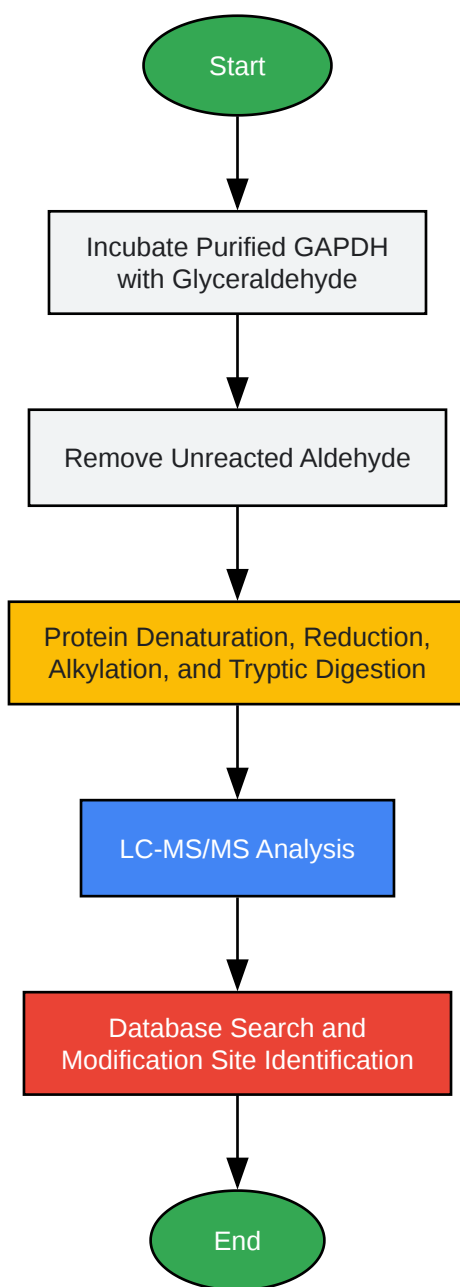 Start
Incubate Purified GAPDH
with Glyceraldehyde
Remove Unreacted Aldehyde
Protein Denaturation, Reduction,
Alkylation, and Tryptic Digestion
LC-MS/MS Analysis
Database Search and
Modification Site Identification
End